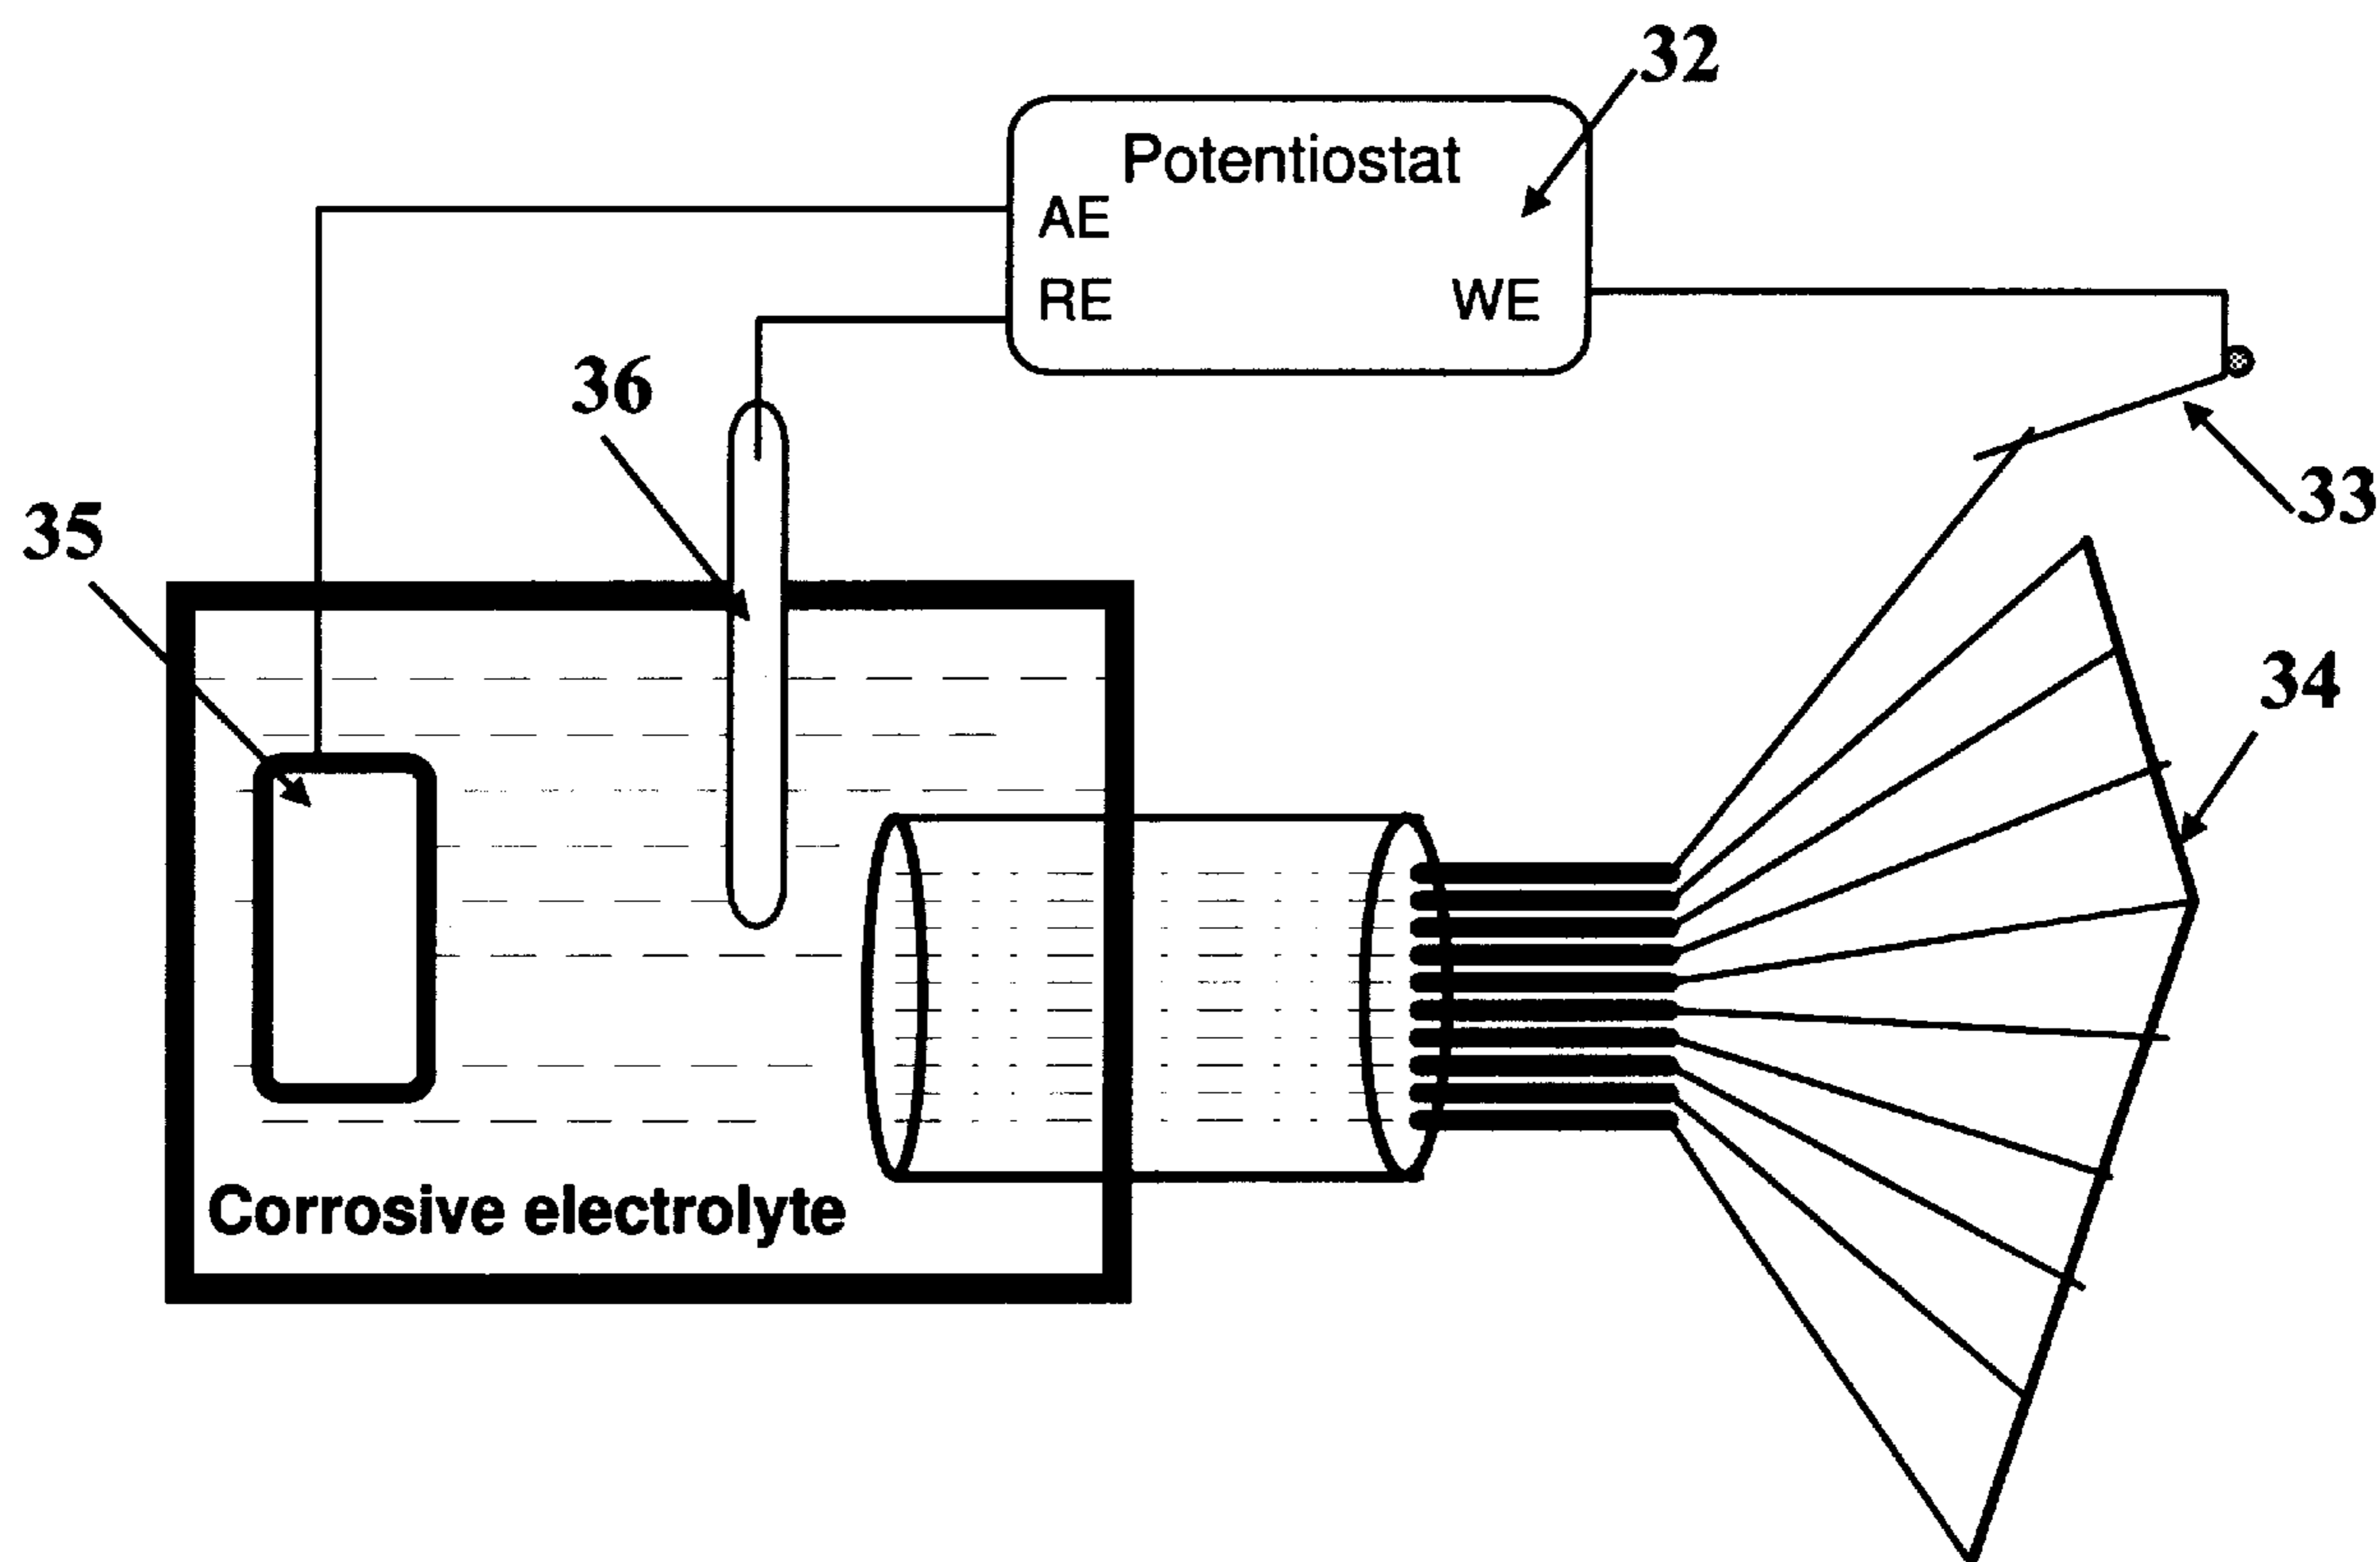 32
Potentiostat
AE
RE
WE
36
33
35
34
Corrosive electrolyte